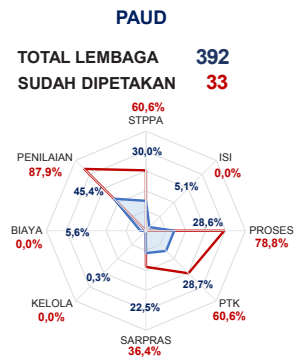 PAUD
TOTAL LEMBAGA 392
SUDAH DIPETAKAN 33
60,6%
STPPA
30,0%
PENILAIAN
87,9%
ISI
0,0%
45,4%
5,1%
BIAYA
0,0%
5,6%
28,6%
PROSES
78,8%
0,3%
28,7%
KELOLA
0,0%
22,5%
PTK
60,6%
SARPRAS
36,4%